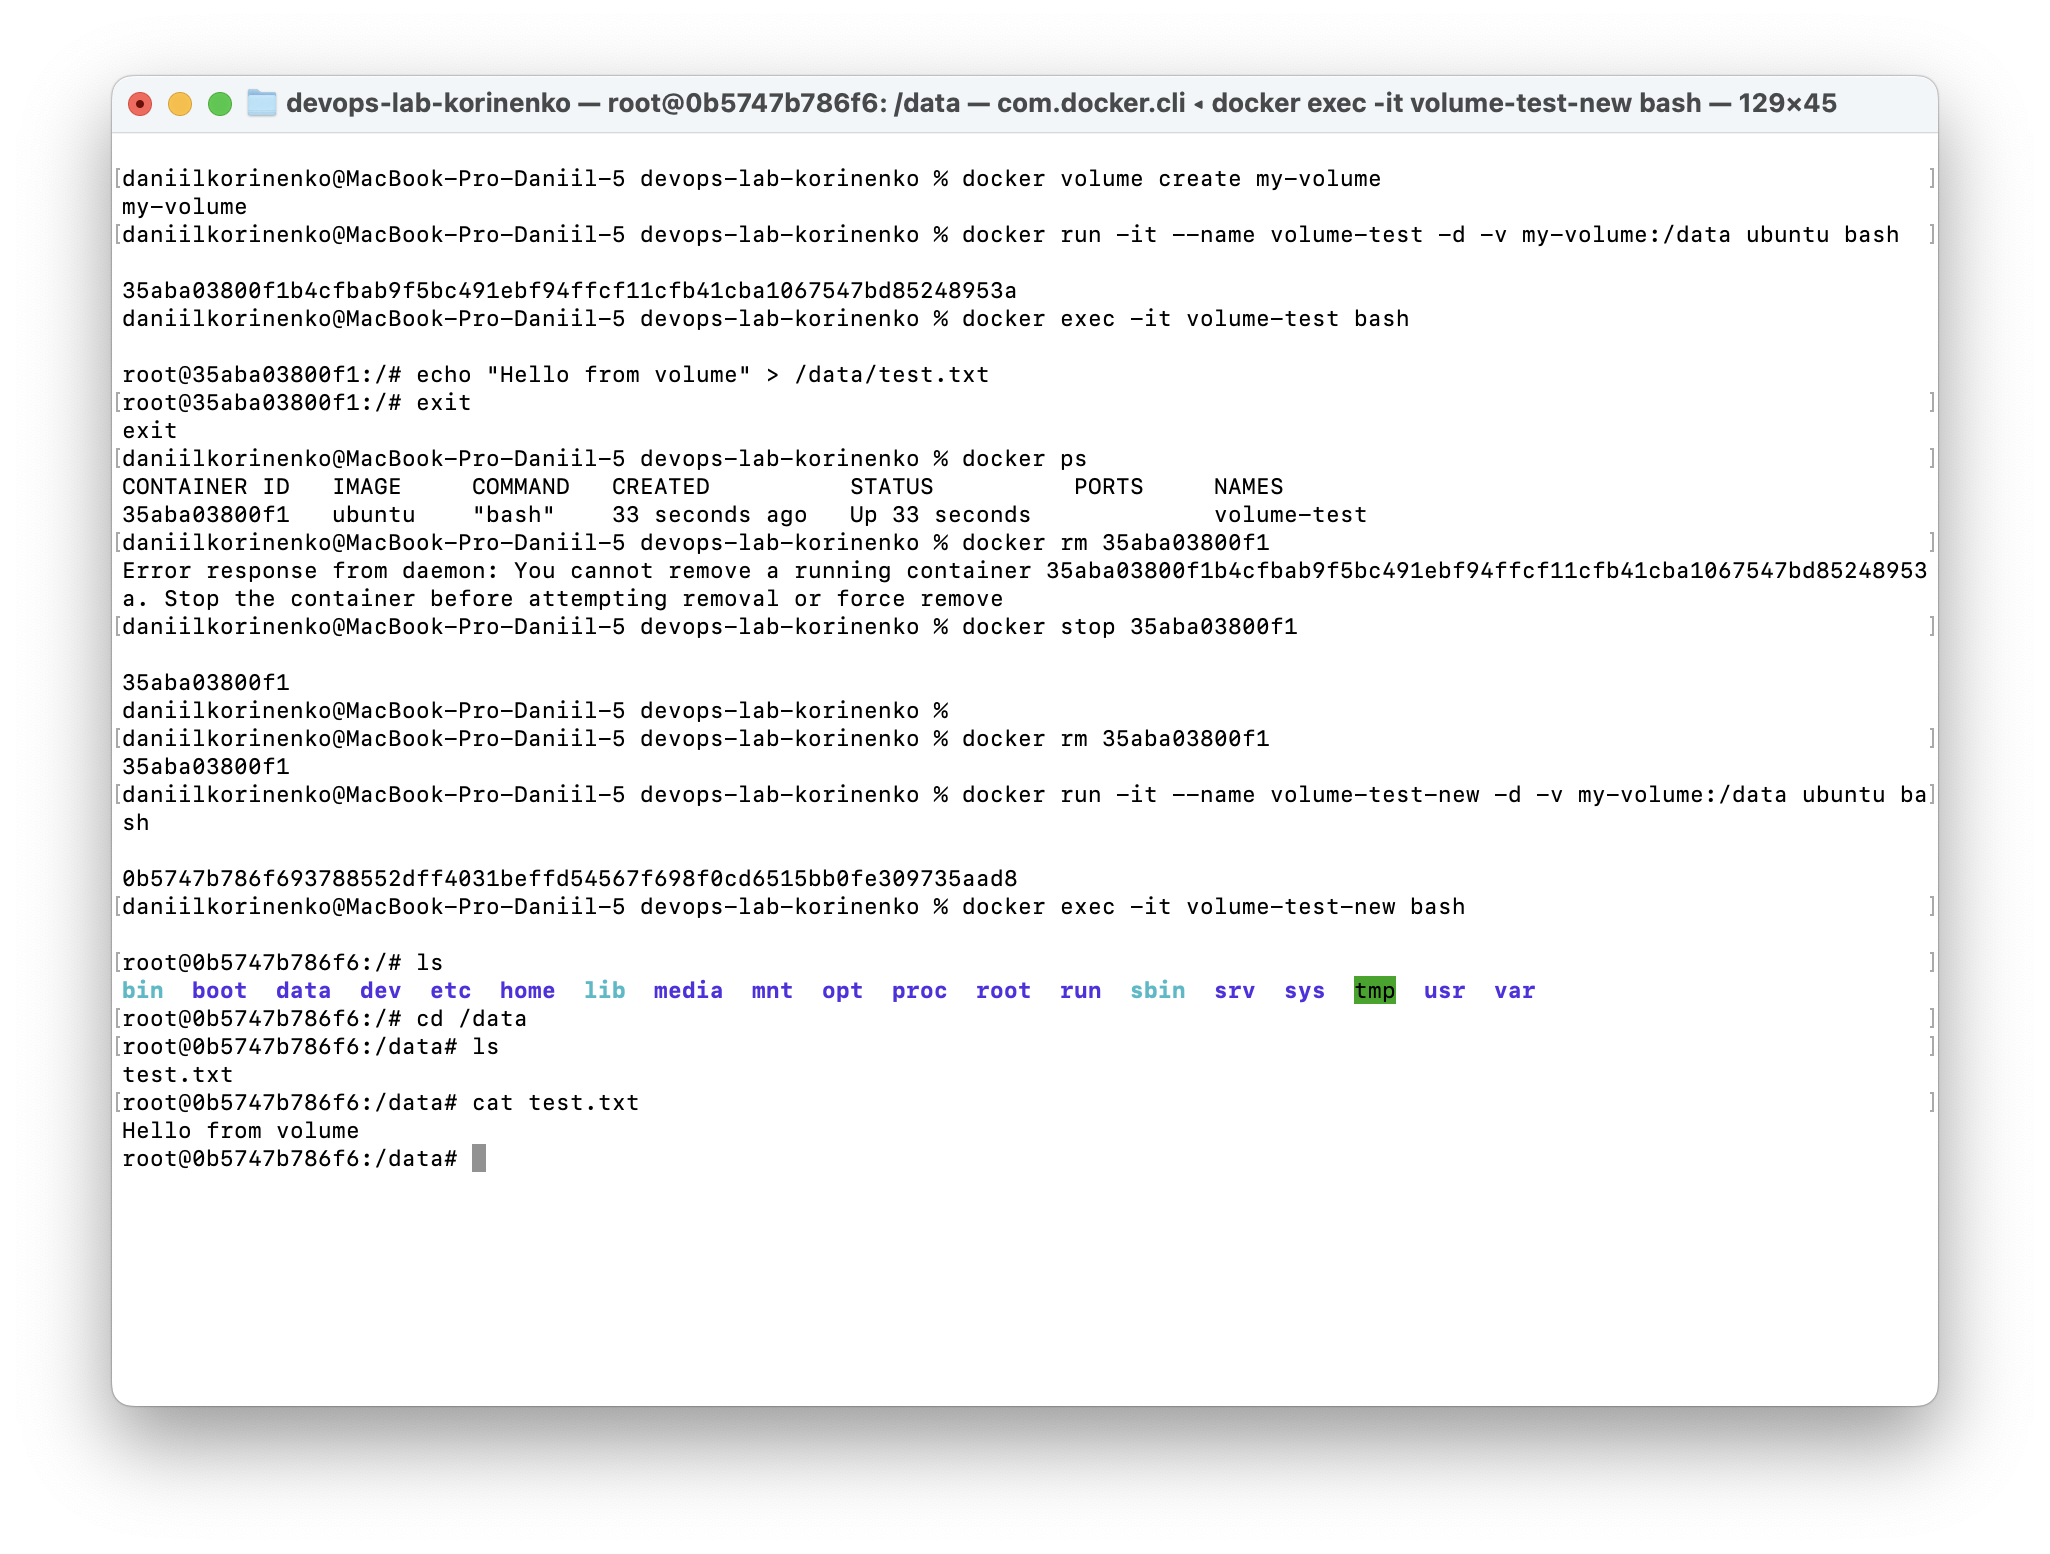 devops-lab-korinenko — root@0b5747b786f6: /data — com.docker.cli ◂ docker exec -it volume-test-new bash — 129×45
[daniilkorinenko@MacBook-Pro-Daniil-5 devops-lab-korinenko % docker volume create my-volume ]
my-volume
[daniilkorinenko@MacBook-Pro-Daniil-5 devops-lab-korinenko % docker run -it --name volume-test -d -v my-volume:/data ubuntu bash ]
35aba03800f1b4cfbab9f5bc491ebf94ffcf11cfb41cba1067547bd85248953a
daniilkorinenko@MacBook-Pro-Daniil-5 devops-lab-korinenko % docker exec -it volume-test bash
root@35aba03800f1:/# echo "Hello from volume" > /data/test.txt
[root@35aba03800f1:/# exit ]
exit
[daniilkorinenko@MacBook-Pro-Daniil-5 devops-lab-korinenko % docker ps ]
CONTAINER ID   IMAGE     COMMAND   CREATED          STATUS          PORTS     NAMES
35aba03800f1   ubuntu    "bash"    33 seconds ago   Up 33 seconds             volume-test
[daniilkorinenko@MacBook-Pro-Daniil-5 devops-lab-korinenko % docker rm 35aba03800f1 ]
Error response from daemon: You cannot remove a running container 35aba03800f1b4cfbab9f5bc491ebf94ffcf11cfb41cba1067547bd85248953
a. Stop the container before attempting removal or force remove
[daniilkorinenko@MacBook-Pro-Daniil-5 devops-lab-korinenko % docker stop 35aba03800f1 ]
35aba03800f1
daniilkorinenko@MacBook-Pro-Daniil-5 devops-lab-korinenko %
[daniilkorinenko@MacBook-Pro-Daniil-5 devops-lab-korinenko % docker rm 35aba03800f1 ]
35aba03800f1
[daniilkorinenko@MacBook-Pro-Daniil-5 devops-lab-korinenko % docker run -it --name volume-test-new -d -v my-volume:/data ubuntu ba]
sh
0b5747b786f693788552dff4031beffd54567f698f0cd6515bb0fe309735aad8
[daniilkorinenko@MacBook-Pro-Daniil-5 devops-lab-korinenko % docker exec -it volume-test-new bash ]
[root@0b5747b786f6:/# ls ]
bin  boot  data  dev  etc  home  lib  media  mnt  opt  proc  root  run  sbin  srv  sys  tmp  usr  var
[root@0b5747b786f6:/# cd /data ]
[root@0b5747b786f6:/data# ls ]
test.txt
[root@0b5747b786f6:/data# cat test.txt ]
Hello from volume
root@0b5747b786f6:/data#